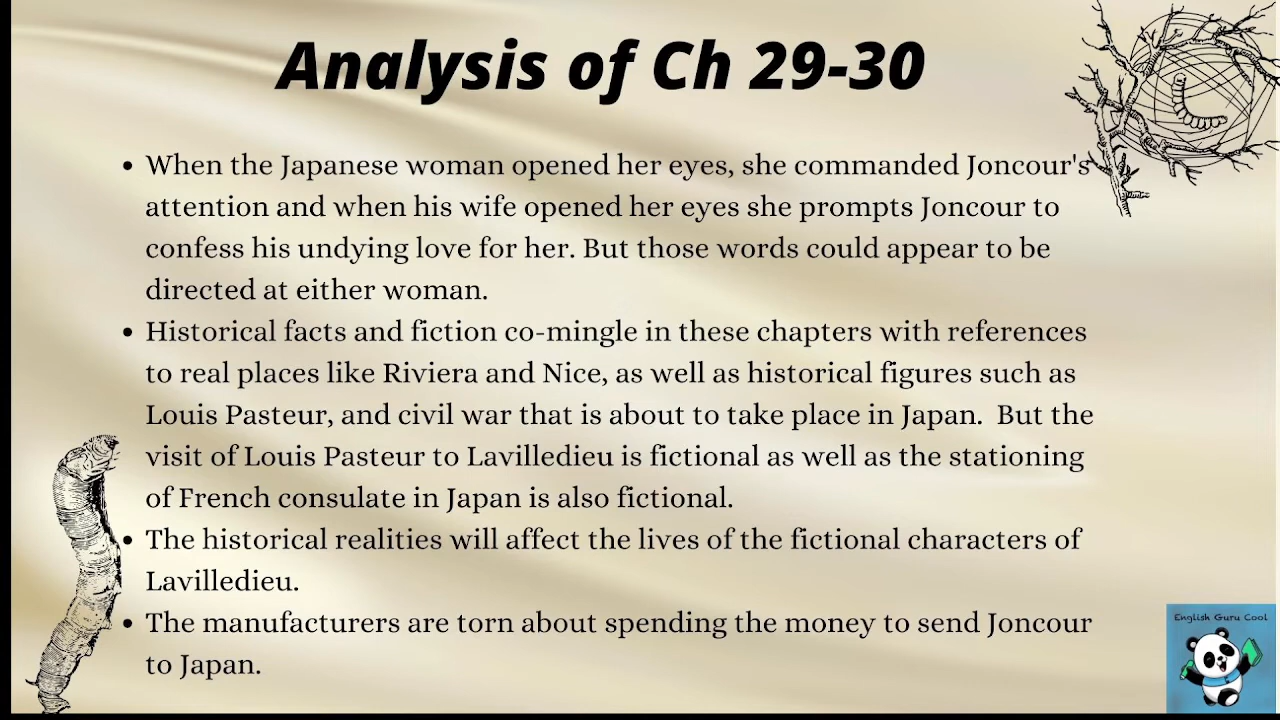 Analysis of Ch 29-30
• When the Japanese woman opened her eyes, she commanded Joncour's
attention and when his wife opened her eyes she prompts Joncour to
confess his undying love for her. But those words could appear to be
directed at either woman.
• Historical facts and fiction co-mingle in these chapters with references
to real places like Riviera and Nice, as well as historical figures such as
Louis Pasteur, and civil war that is about to take place in Japan.  But the
visit of Louis Pasteur to Lavilledieu is fictional as well as the stationing
of French consulate in Japan is also fictional.
• The historical realities will affect the lives of the fictional characters of
Lavilledieu.
• The manufacturers are torn about spending the money to send Joncour
to Japan.
English Guru Cool